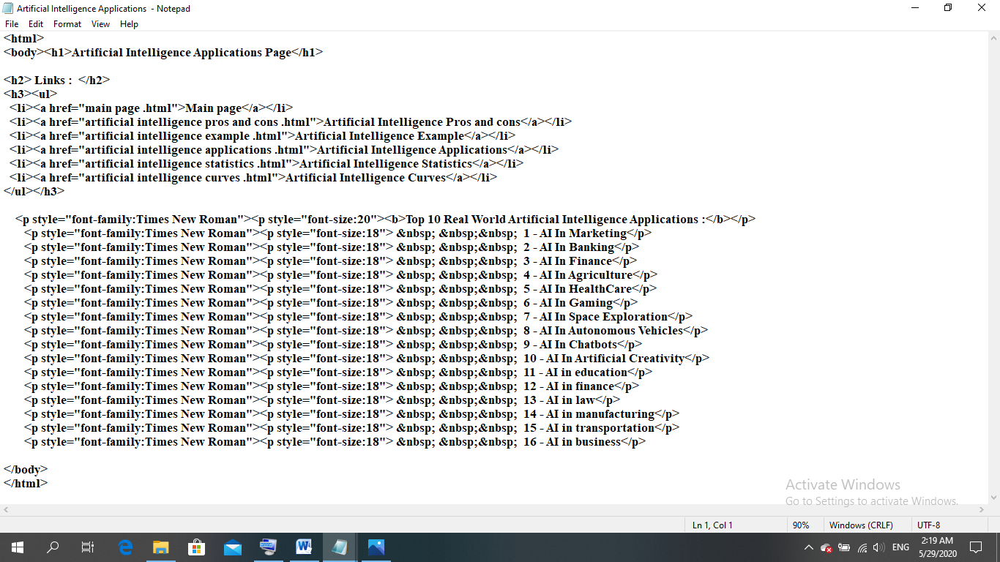 Artificial Intelligence Applications - Notepad
File Edit Format View Help
<html>
<body><h1>Artificial Intelligence Applications Page</h1>
<h2> Links :  </h2>
<h3><ul>
<li><a href="main page .html">Main page</a></li>
<li><a href="artificial intelligence pros and cons .html">Artificial Intelligence Pros and cons</a></li>
<li><a href="artificial intelligence example .html">Artificial Intelligence Example</a></li>
<li><a href="artificial intelligence applications .html">Artificial Intelligence Applications</a></li>
<li><a href="artificial intelligence statistics .html">Artificial Intelligence Statistics</a></li>
<li><a href="artificial intelligence curves .html">Artificial Intelligence Curves</a></li>
</ul></h3>
<p style="font-family:Times New Roman"><p style="font-size:20"><b>Top 10 Real World Artificial Intelligence Applications :</b></p>
<p style="font-family:Times New Roman"><p style="font-size:18"> &nbsp; &nbsp;&nbsp;  1 - AI In Marketing</p>
<p style="font-family:Times New Roman"><p style="font-size:18"> &nbsp; &nbsp;&nbsp;  2 - AI In Banking</p>
<p style="font-family:Times New Roman"><p style="font-size:18"> &nbsp; &nbsp;&nbsp;  3 - AI In Finance</p>
<p style="font-family:Times New Roman"><p style="font-size:18"> &nbsp; &nbsp;&nbsp;  4 - AI In Agriculture</p>
<p style="font-family:Times New Roman"><p style="font-size:18"> &nbsp; &nbsp;&nbsp;  5 - AI In HealthCare</p>
<p style="font-family:Times New Roman"><p style="font-size:18"> &nbsp; &nbsp;&nbsp;  6 - AI In Gaming</p>
<p style="font-family:Times New Roman"><p style="font-size:18"> &nbsp; &nbsp;&nbsp;  7 - AI In Space Exploration</p>
<p style="font-family:Times New Roman"><p style="font-size:18"> &nbsp; &nbsp;&nbsp;  8 - AI In Autonomous Vehicles</p>
<p style="font-family:Times New Roman"><p style="font-size:18"> &nbsp; &nbsp;&nbsp;  9 - AI In Chatbots</p>
<p style="font-family:Times New Roman"><p style="font-size:18"> &nbsp; &nbsp;&nbsp;  10 - AI In Artificial Creativity</p>
<p style="font-family:Times New Roman"><p style="font-size:18"> &nbsp; &nbsp;&nbsp;  11 - AI in education</p>
<p style="font-family:Times New Roman"><p style="font-size:18"> &nbsp; &nbsp;&nbsp;  12 - AI in finance</p>
<p style="font-family:Times New Roman"><p style="font-size:18"> &nbsp; &nbsp;&nbsp;  13 - AI in law</p>
<p style="font-family:Times New Roman"><p style="font-size:18"> &nbsp; &nbsp;&nbsp;  14 - AI in manufacturing</p>
<p style="font-family:Times New Roman"><p style="font-size:18"> &nbsp; &nbsp;&nbsp;  15 - AI in transportation</p>
<p style="font-family:Times New Roman"><p style="font-size:18"> &nbsp; &nbsp;&nbsp;  16 - AI in business</p>
</body>
</html>
Activate Windows
Go to Settings to activate Windows.
Ln 1, Col 1 90% Windows (CRLF) UTF-8
ENG
2:19 AM
5/29/2020